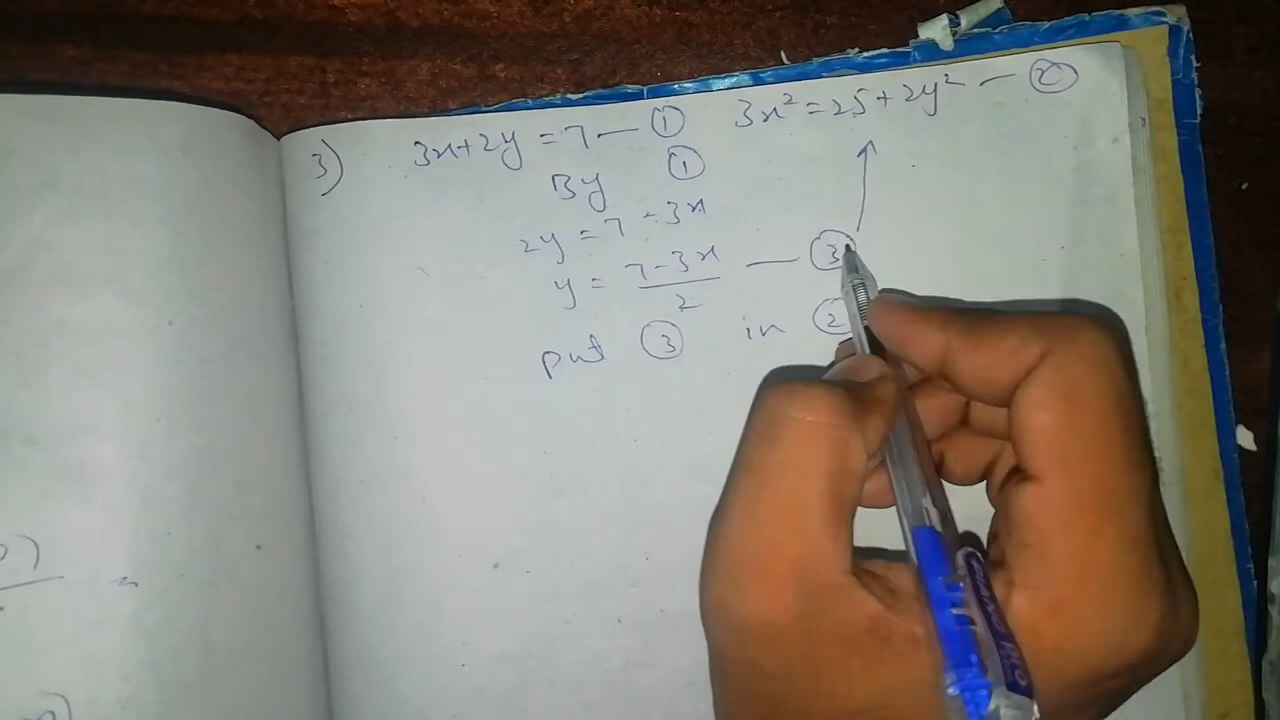 3) 3x+2y=7 — ① 3x²=25+2y² — ②
By ①
2y=7-3x
y= 7-3x/2 — ③
put ③ in ②